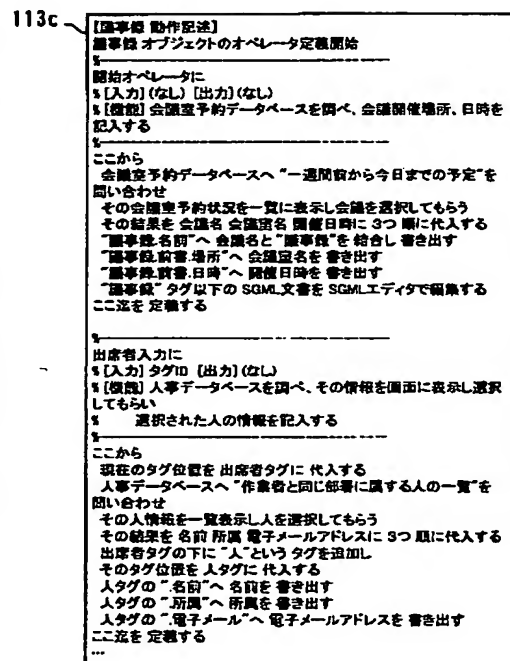 113c
【議事録 動作記述】
議事録 オブジェクトのオペレータ定義開始
%------------------------------
開始オペレータに
% [入力] (なし) [出力] (なし)
% [機能] 会議室予約データベースを調べ、会議開催場所、日時を
記入する
%------------------------------
ここから
会議室予約データベースへ "一週間前から今日までの予定"を
問い合わせ
その会議室予約状況を一覧に表示し会議を選択してもらう
その結果を 会議名 会議室名 開催日時に 3つ 順に代入する
"議事録.名前"へ 会議名と"議事録"を 結合し 書き出す
"議事録.前書.場所"へ 会議室名を 書き出す
"議事録.前書.日時"へ 開催日時を 書き出す
"議事録" タグ以下の SGML文書を SGMLエディタで編集する
ここ迄を 定義する
%------------------------------
出席者入力に
% [入力] タグID [出力] (なし)
% [機能] 人事データベースを調べ、その情報を画面に表示し選択
してもらい
% 選択された人の情報を記入する
%------------------------------
ここから
現在のタグ位置を 出席者タグに 代入する
人事データベースへ "作業者と同じ部署に属する人の一覧"を
問い合わせ
その人情報を一覧表示し人を選択してもらう
その結果を 名前 所属 電子メールアドレスに 3つ 順に代入する
出席者タグの下に "人"という タグを追加し
そのタグ位置を 人タグに 代入する
人タグの ".名前"へ 名前を 書き出す
人タグの ".所属"へ 所属を 書き出す
人タグの ".電子メール"へ 電子メールアドレスを 書き出す
ここ迄を 定義する
...